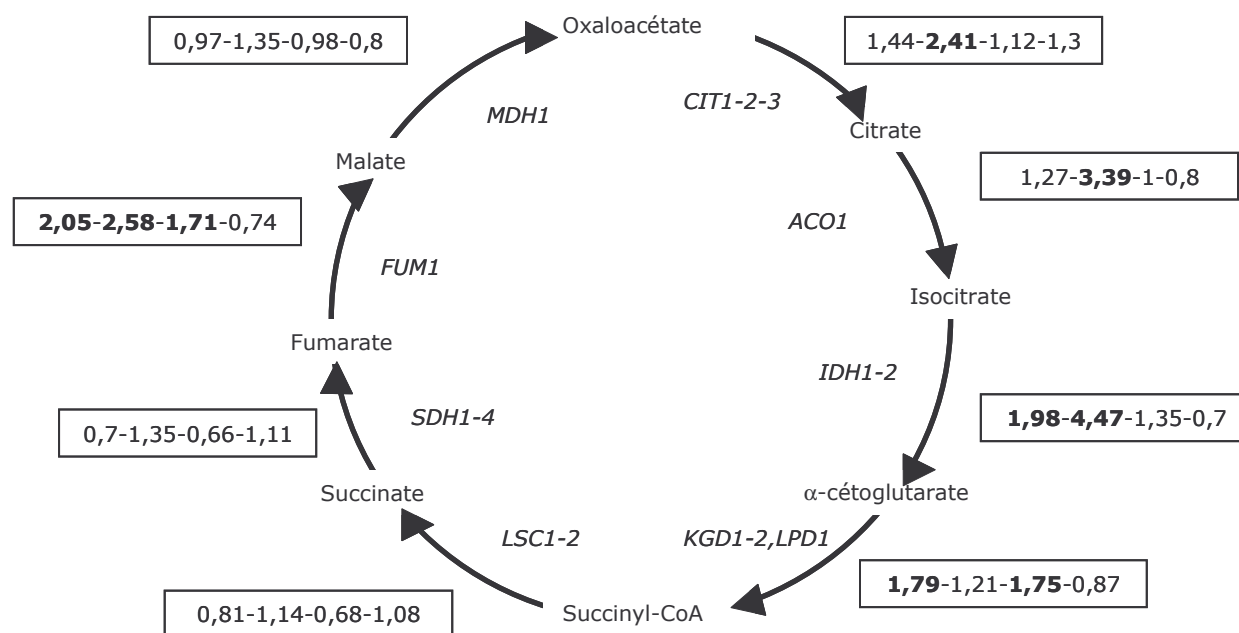 Oxaloacétate
0,97-1,35-0,98-0,8
1,44-2,41-1,12-1,3
MDH1
CIT1-2-3
Citrate
Malate
1,27-3,39-1-0,8
2,05-2,58-1,71-0,74
ACO1
FUM1
Isocitrate
Fumarate
IDH1-2
SDH1-4
1,98-4,47-1,35-0,7
0,7-1,35-0,66-1,11
Succinate
α-cétoglutarate
LSC1-2
KGD1-2,LPD1
1,79-1,21-1,75-0,87
0,81-1,14-0,68-1,08
Succinyl-CoA